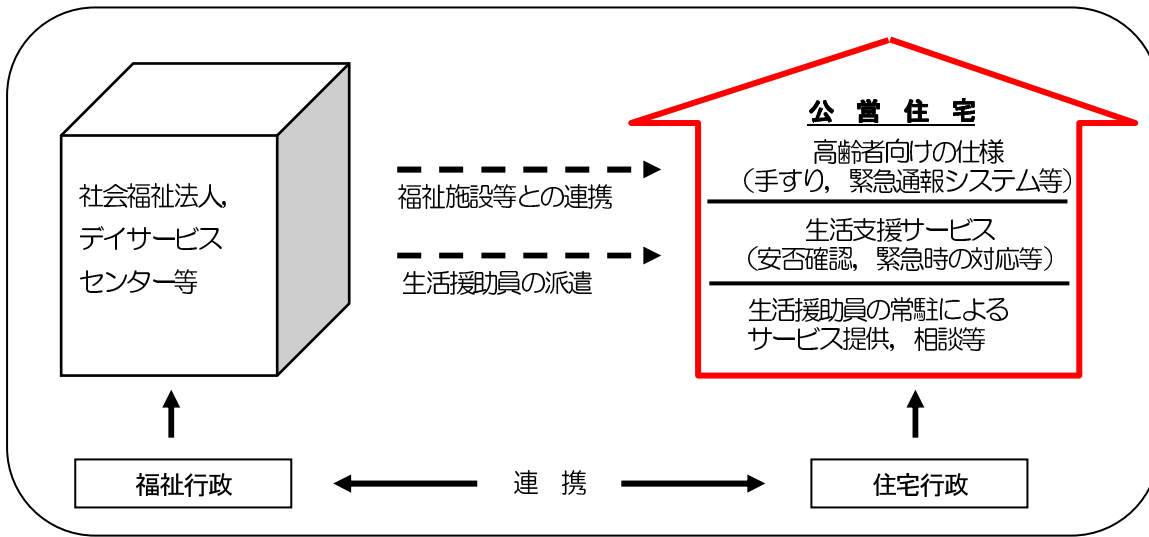 社会福祉法人，
デイサービス
センター等
福祉施設等との連携
生活援助員の派遣
公 営 住 宅
高齢者向けの仕様
（手すり，緊急通報システム等）
生活支援サービス
（安否確認，緊急時の対応等）
生活援助員の常駐による
サービス提供，相談等
福祉行政
連 携
住宅行政